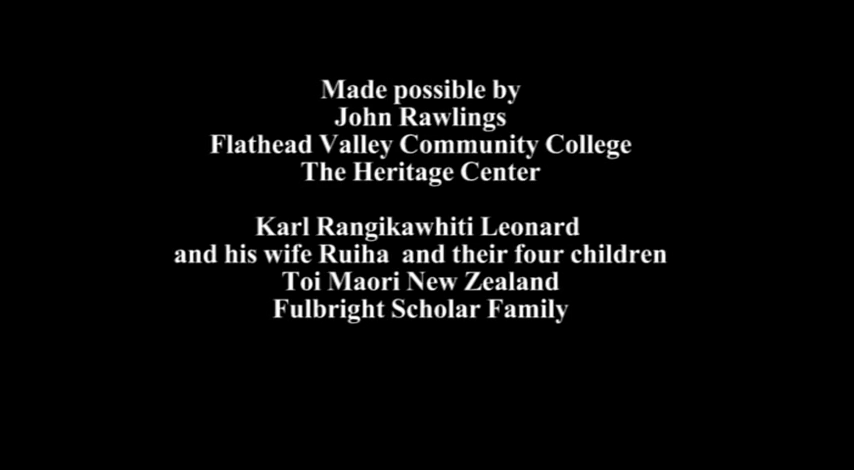 Made possible by
John Rawlings
Flathead Valley Community College
The Heritage Center
Karl Rangikawhiti Leonard
and his wife Ruiha and their four children
Toi Maori New Zealand
Fulbright Scholar Family